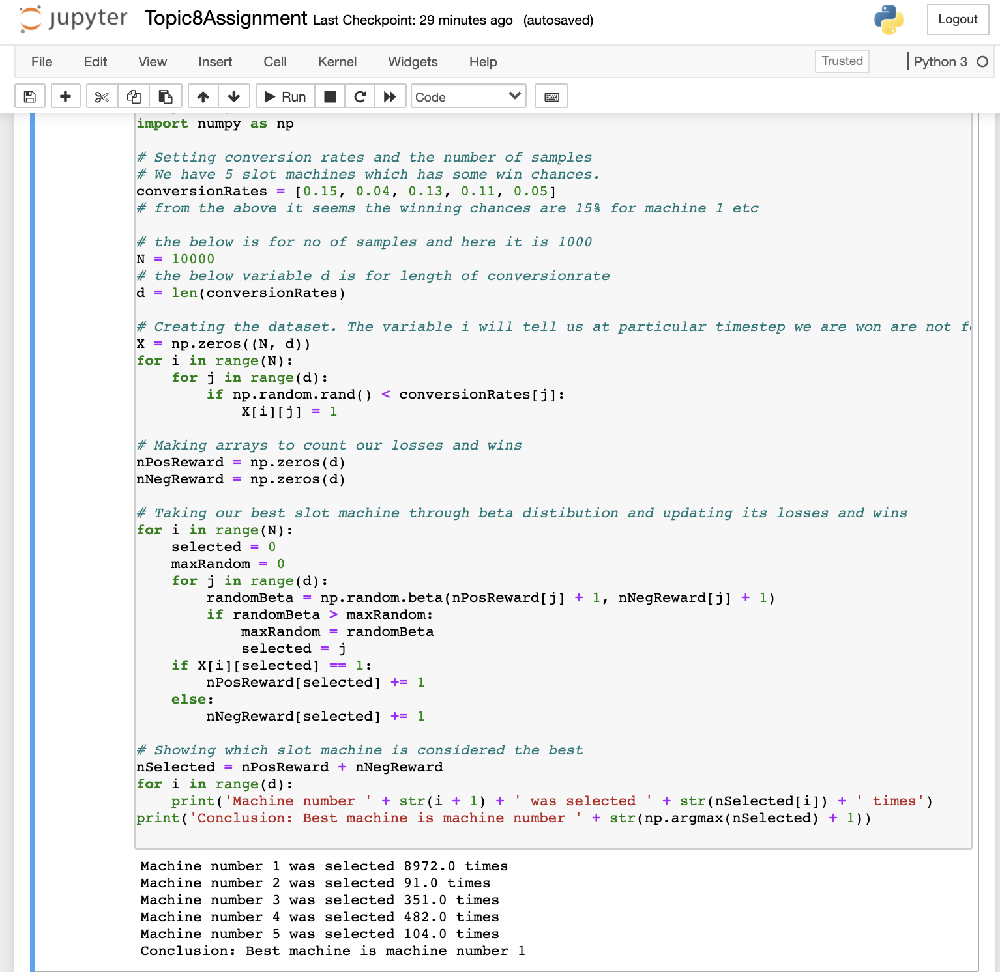 jupyter Topic8Assignment Last Checkpoint: 29 minutes ago (autosaved) Logout
File Edit View Insert Cell Kernel Widgets Help Trusted Python 3
Run Code
import numpy as np
# Setting conversion rates and the number of samples
# We have 5 slot machines which has some win chances.
conversionRates = [0.15, 0.04, 0.13, 0.11, 0.05]
# from the above it seems the winning chances are 15% for machine 1 etc
# the below is for no of samples and here it is 1000
N = 10000
# the below variable d is for length of conversionrate
d = len(conversionRates)
# Creating the dataset. The variable i will tell us at particular timestep we are won are not
X = np.zeros((N, d))
for i in range(N):
    for j in range(d):
        if np.random.rand() < conversionRates[j]:
            X[i][j] = 1
# Making arrays to count our losses and wins
nPosReward = np.zeros(d)
nNegReward = np.zeros(d)
# Taking our best slot machine through beta distibution and updating its losses and wins
for i in range(N):
    selected = 0
    maxRandom = 0
    for j in range(d):
        randomBeta = np.random.beta(nPosReward[j] + 1, nNegReward[j] + 1)
        if randomBeta > maxRandom:
            maxRandom = randomBeta
            selected = j
    if X[i][selected] == 1:
        nPosReward[selected] += 1
    else:
        nNegReward[selected] += 1
# Showing which slot machine is considered the best
nSelected = nPosReward + nNegReward
for i in range(d):
    print('Machine number ' + str(i + 1) + ' was selected ' + str(nSelected[i]) + ' times')
print('Conclusion: Best machine is machine number ' + str(np.argmax(nSelected) + 1))
Machine number 1 was selected 8972.0 times
Machine number 2 was selected 91.0 times
Machine number 3 was selected 351.0 times
Machine number 4 was selected 482.0 times
Machine number 5 was selected 104.0 times
Conclusion: Best machine is machine number 1